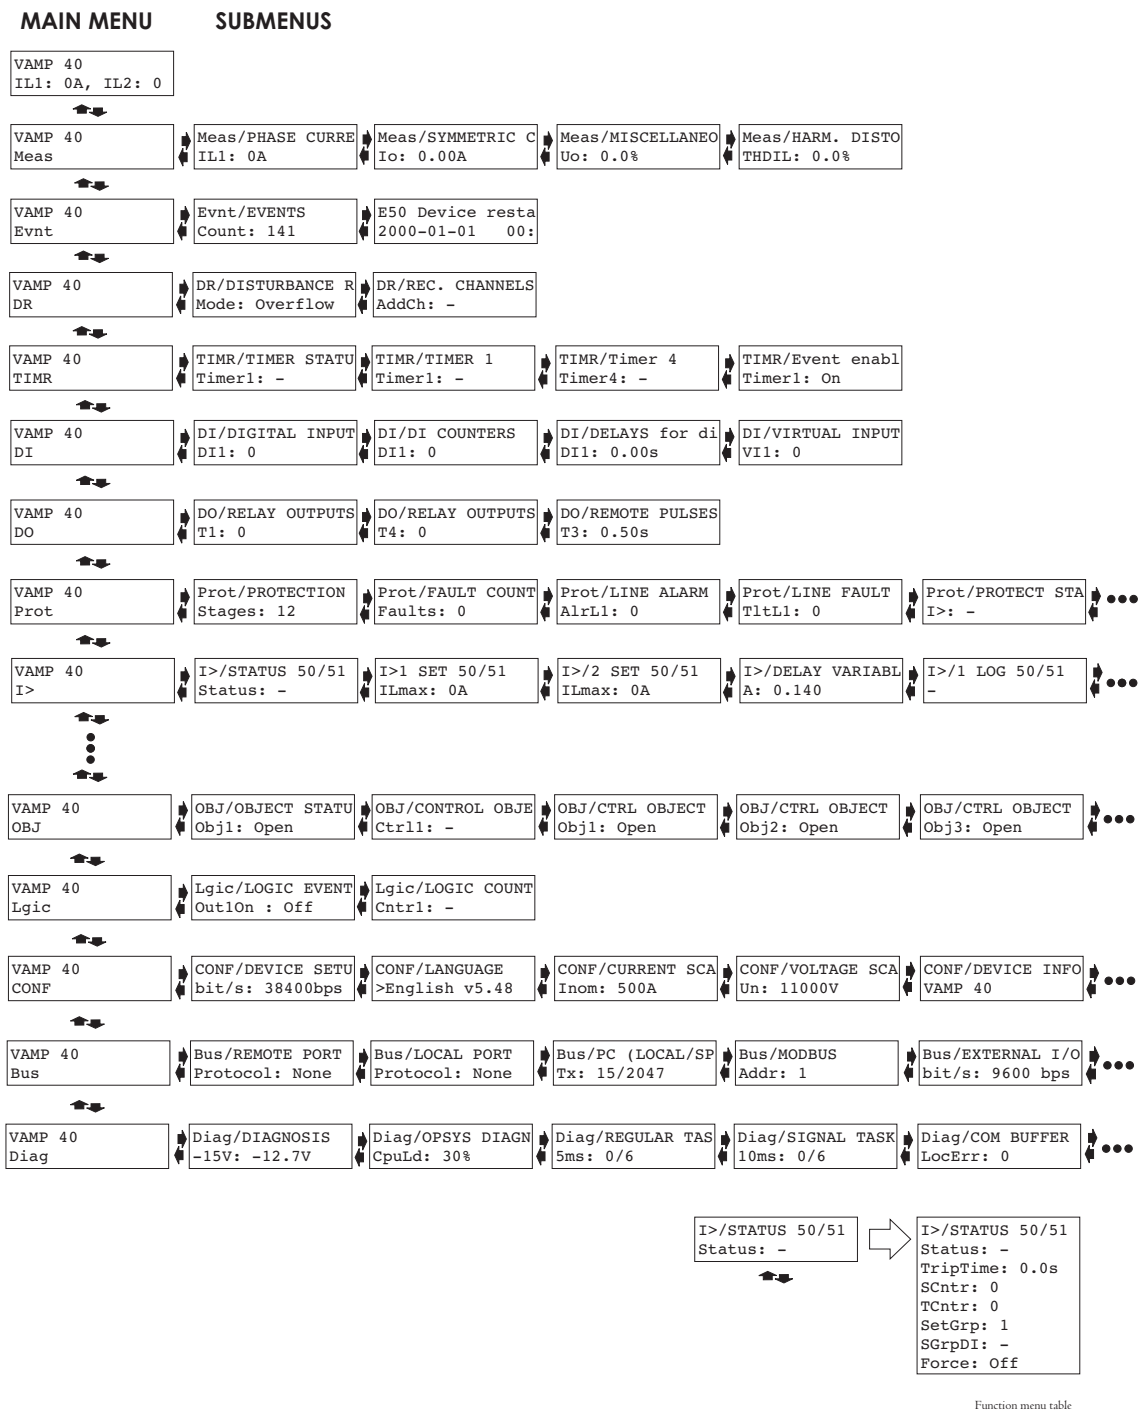 MAIN MENU SUBMENUS
VAMP 40
IL1: 0A, IL2: 0
VAMP 40
Meas
Meas/PHASE CURRE
IL1: 0A
Meas/SYMMETRIC C
Io: 0.00A
Meas/MISCELLANEO
Uo: 0.0%
Meas/HARM. DISTO
THDIL: 0.0%
VAMP 40
Evnt
Evnt/EVENTS
Count: 141
E50 Device resta
2000-01-01 00:
VAMP 40
DR
DR/DISTURBANCE R
Mode: Overflow
DR/REC. CHANNELS
AddCh: -
VAMP 40
TIMR
TIMR/TIMER STATU
Timer1: -
TIMR/TIMER 1
Timer1: -
TIMR/Timer 4
Timer4: -
TIMR/Event enabl
Timer1: On
VAMP 40
DI
DI/DIGITAL INPUT
DI1: 0
DI/DI COUNTERS
DI1: 0
DI/DELAYS for di
DI1: 0.00s
DI/VIRTUAL INPUT
VI1: 0
VAMP 40
DO
DO/RELAY OUTPUTS
T1: 0
DO/RELAY OUTPUTS
T4: 0
DO/REMOTE PULSES
T3: 0.50s
VAMP 40
Prot
Prot/PROTECTION
Stages: 12
Prot/FAULT COUNT
Faults: 0
Prot/LINE ALARM
AlrL1: 0
Prot/LINE FAULT
TltL1: 0
Prot/PROTECT STA
I>: -
VAMP 40
I>
I>/STATUS 50/51
Status: -
I>1 SET 50/51
ILmax: 0A
I>/2 SET 50/51
ILmax: 0A
I>/DELAY VARIABL
A: 0.140
I>/1 LOG 50/51
-
VAMP 40
OBJ
OBJ/OBJECT STATU
Obj1: Open
OBJ/CONTROL OBJE
Ctrl1: -
OBJ/CTRL OBJECT
Obj1: Open
OBJ/CTRL OBJECT
Obj2: Open
OBJ/CTRL OBJECT
Obj3: Open
VAMP 40
Lgic
Lgic/LOGIC EVENT
Out1On : Off
Lgic/LOGIC COUNT
Cntr1: -
VAMP 40
CONF
CONF/DEVICE SETU
bit/s: 38400bps
CONF/LANGUAGE
>English v5.48
CONF/CURRENT SCA
Inom: 500A
CONF/VOLTAGE SCA
Un: 11000V
CONF/DEVICE INFO
VAMP 40
VAMP 40
Bus
Bus/REMOTE PORT
Protocol: None
Bus/LOCAL PORT
Protocol: None
Bus/PC (LOCAL/SP
Tx: 15/2047
Bus/MODBUS
Addr: 1
Bus/EXTERNAL I/O
bit/s: 9600 bps
VAMP 40
Diag
Diag/DIAGNOSIS
-15V: -12.7V
Diag/OPSYS DIAGN
CpuLd: 30%
Diag/REGULAR TAS
5ms: 0/6
Diag/SIGNAL TASK
10ms: 0/6
Diag/COM BUFFER
LocErr: 0
I>/STATUS 50/51
Status: -
I>/STATUS 50/51
Status: -
TripTime: 0.0s
SCntr: 0
TCntr: 0
SetGrp: 1
SGrpDI: -
Force: Off
Function menu table